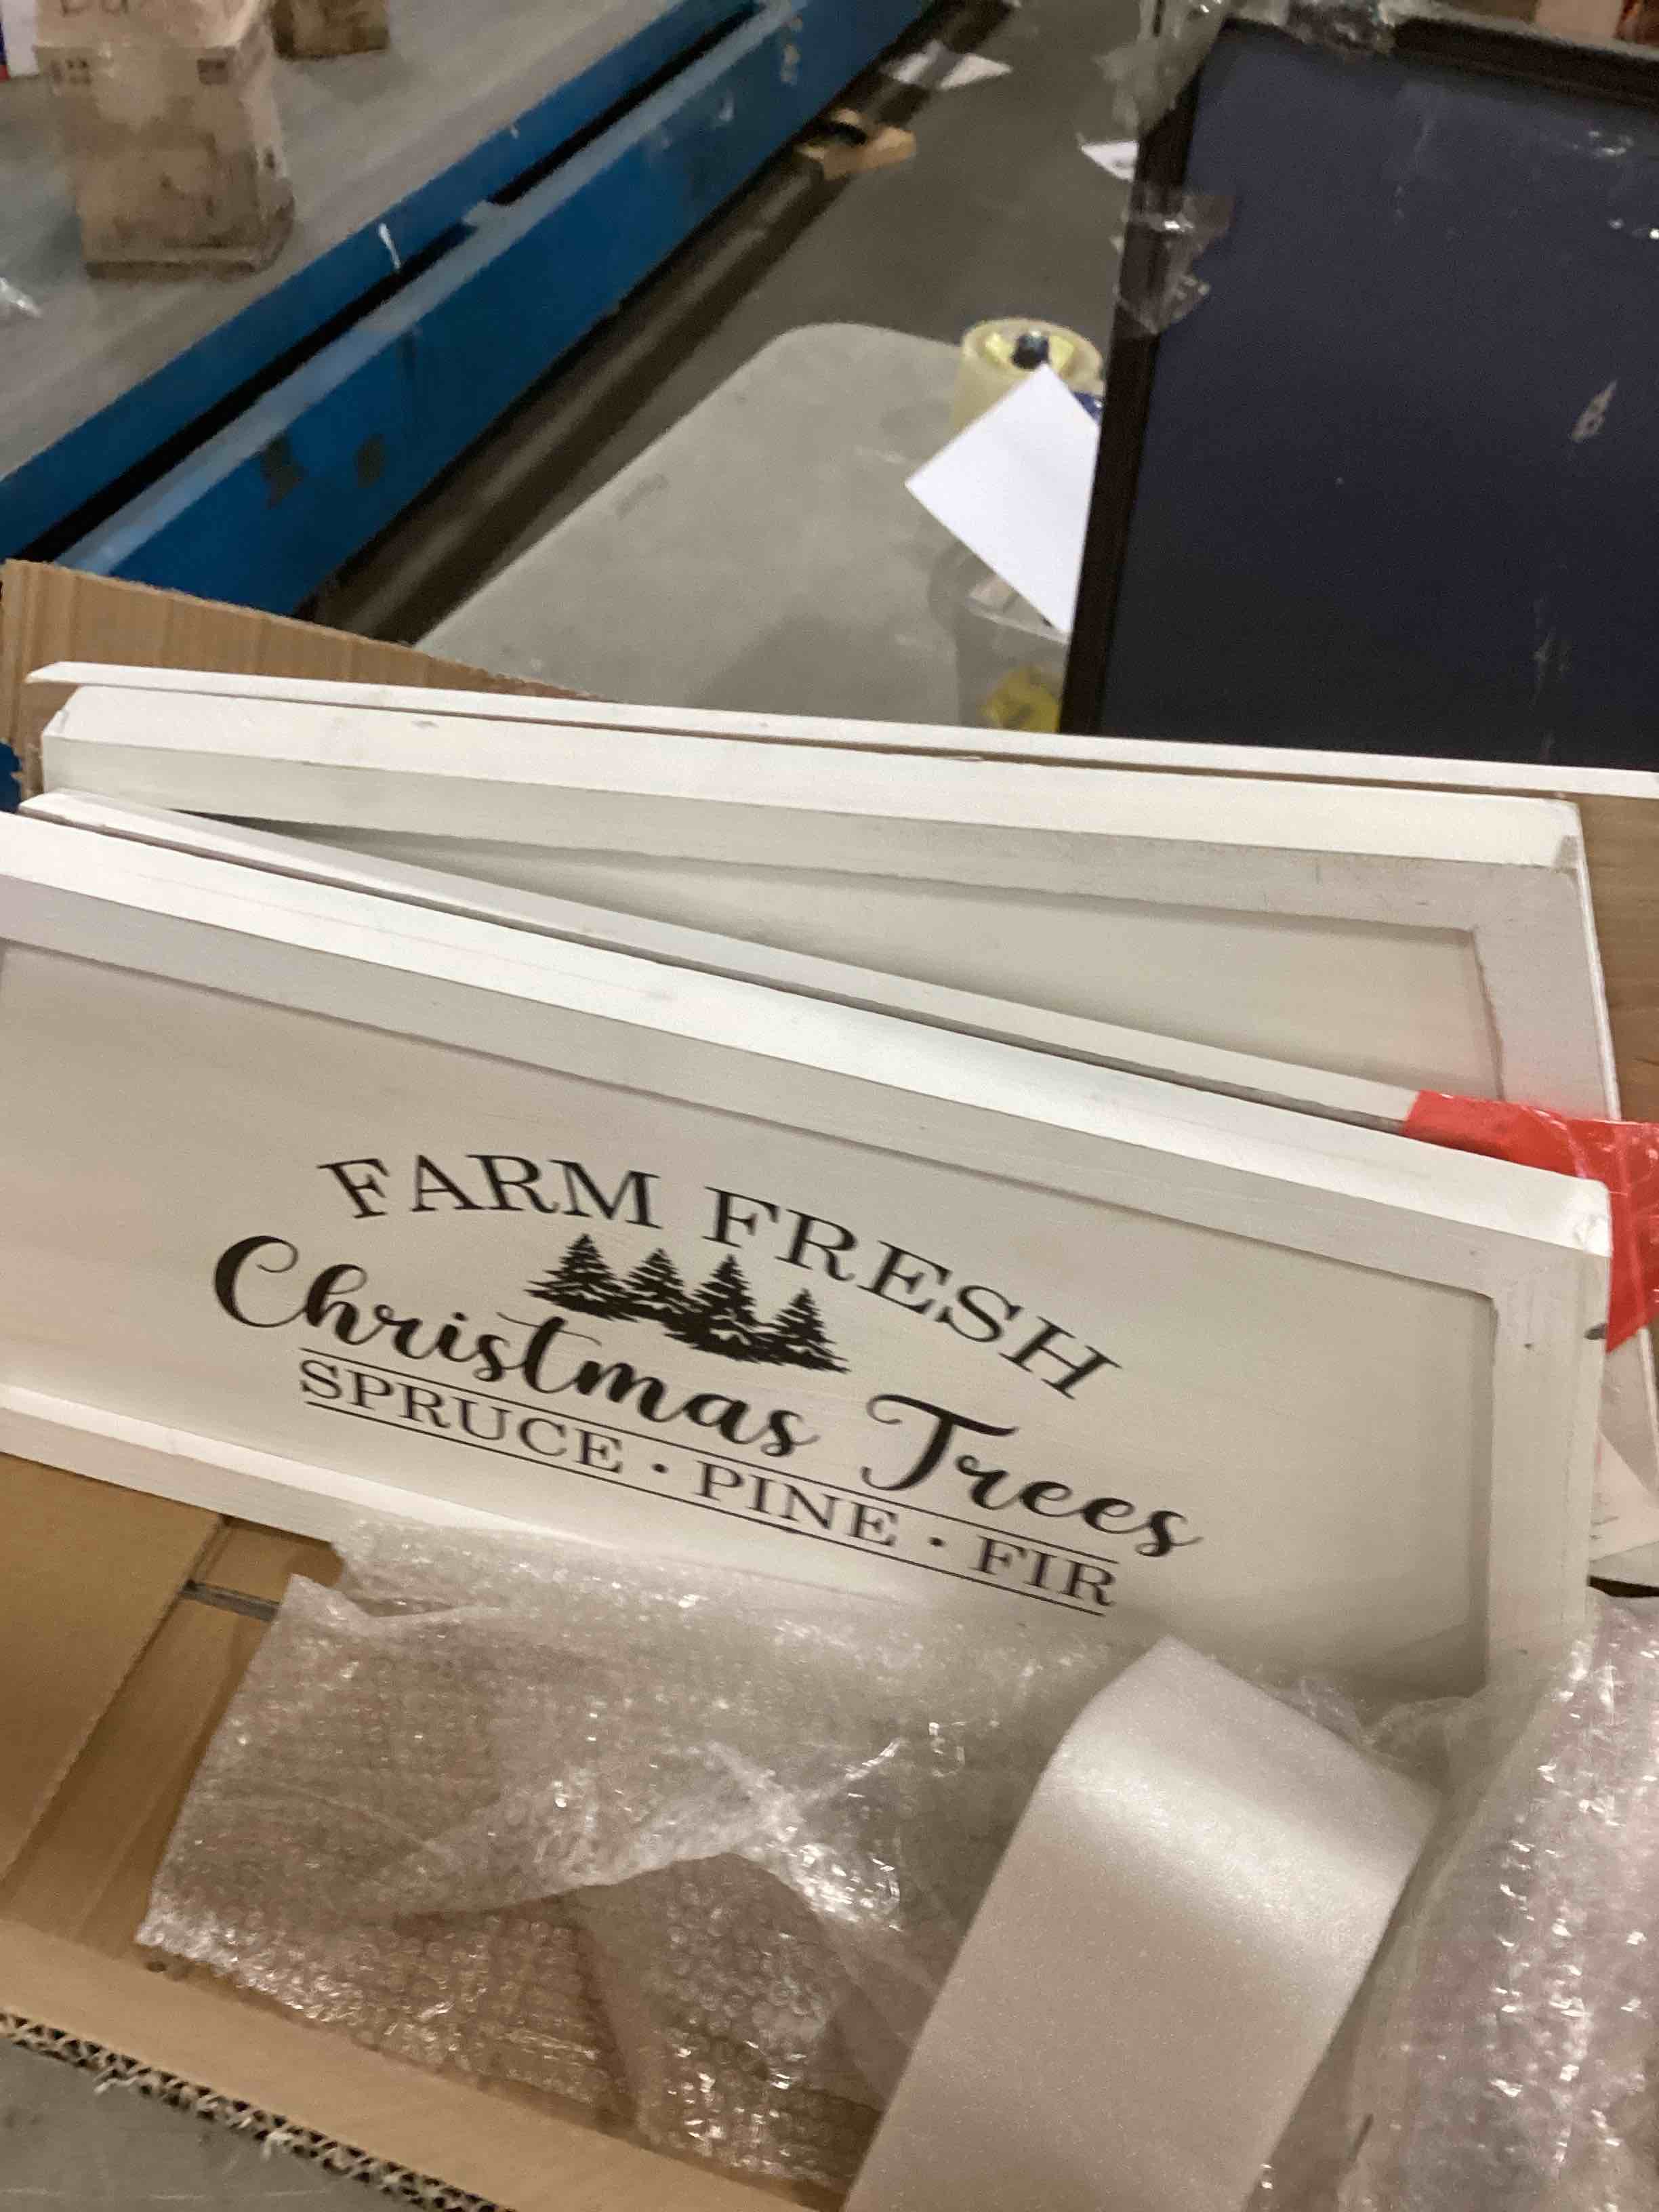 FARM FRESH
Christmas Trees
SPRUCE • PINE • FIR